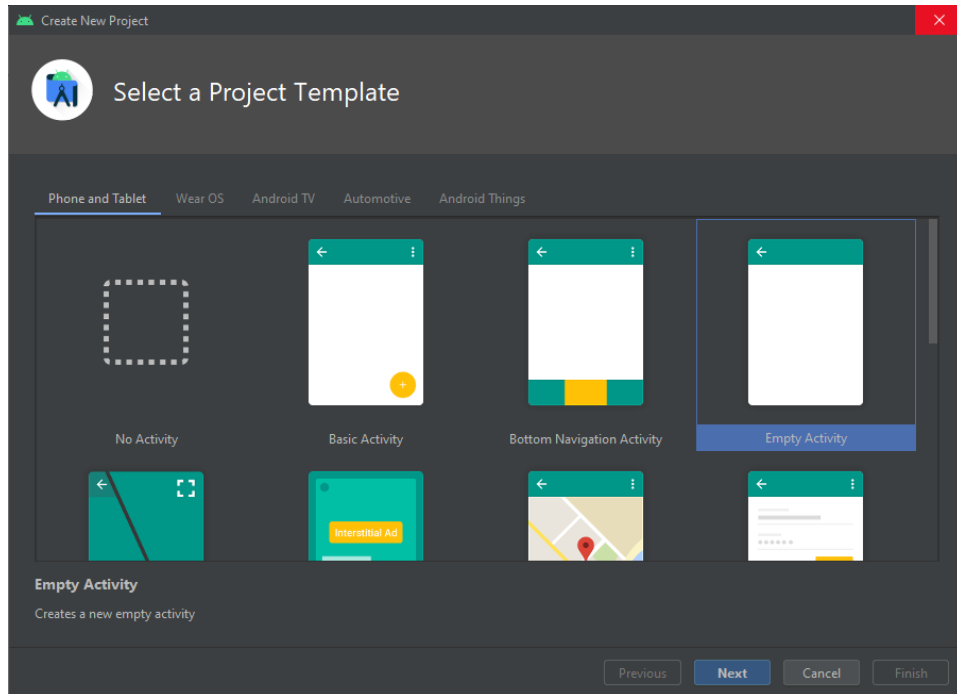 Create New Project
Select a Project Template
Phone and Tablet
Wear OS
Android TV
Automotive
Android Things
No Activity
Basic Activity
Bottom Navigation Activity
Empty Activity
Interstitial Ad
Empty Activity
Creates a new empty activity
Previous
Next
Cancel
Finish